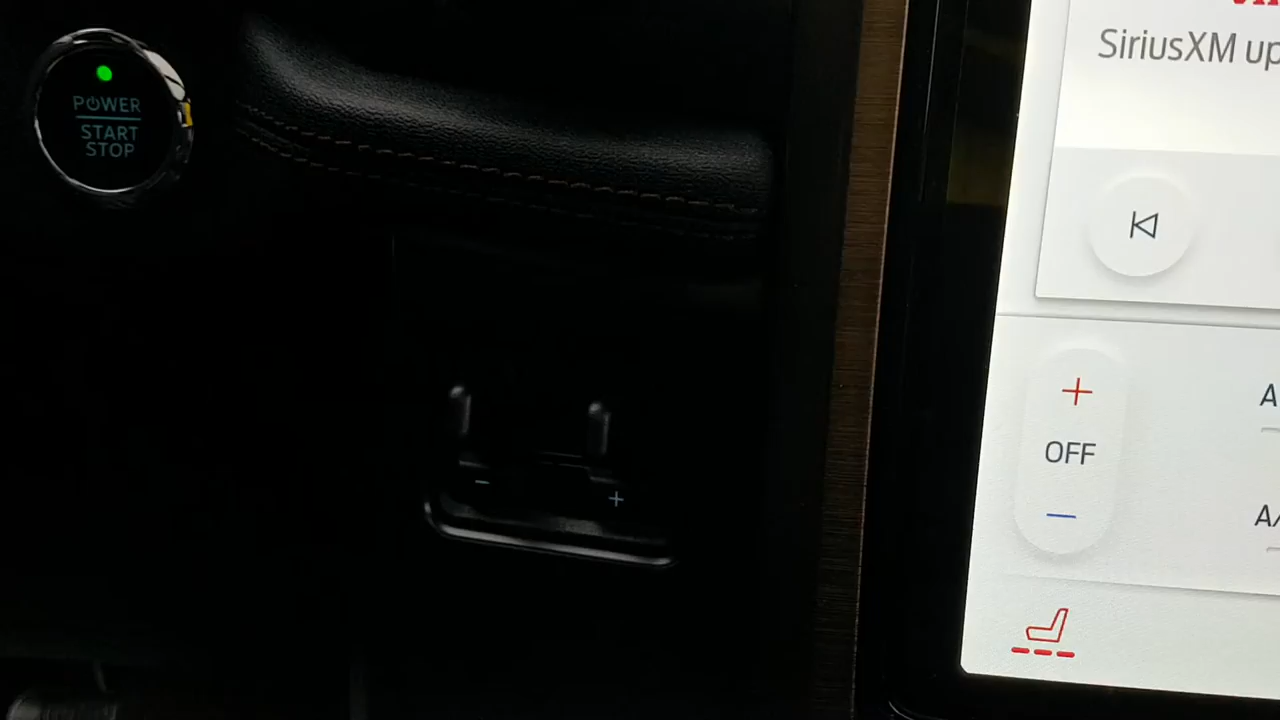 POWER
START
STOP
SiriusXM up
- +
+
OFF
-